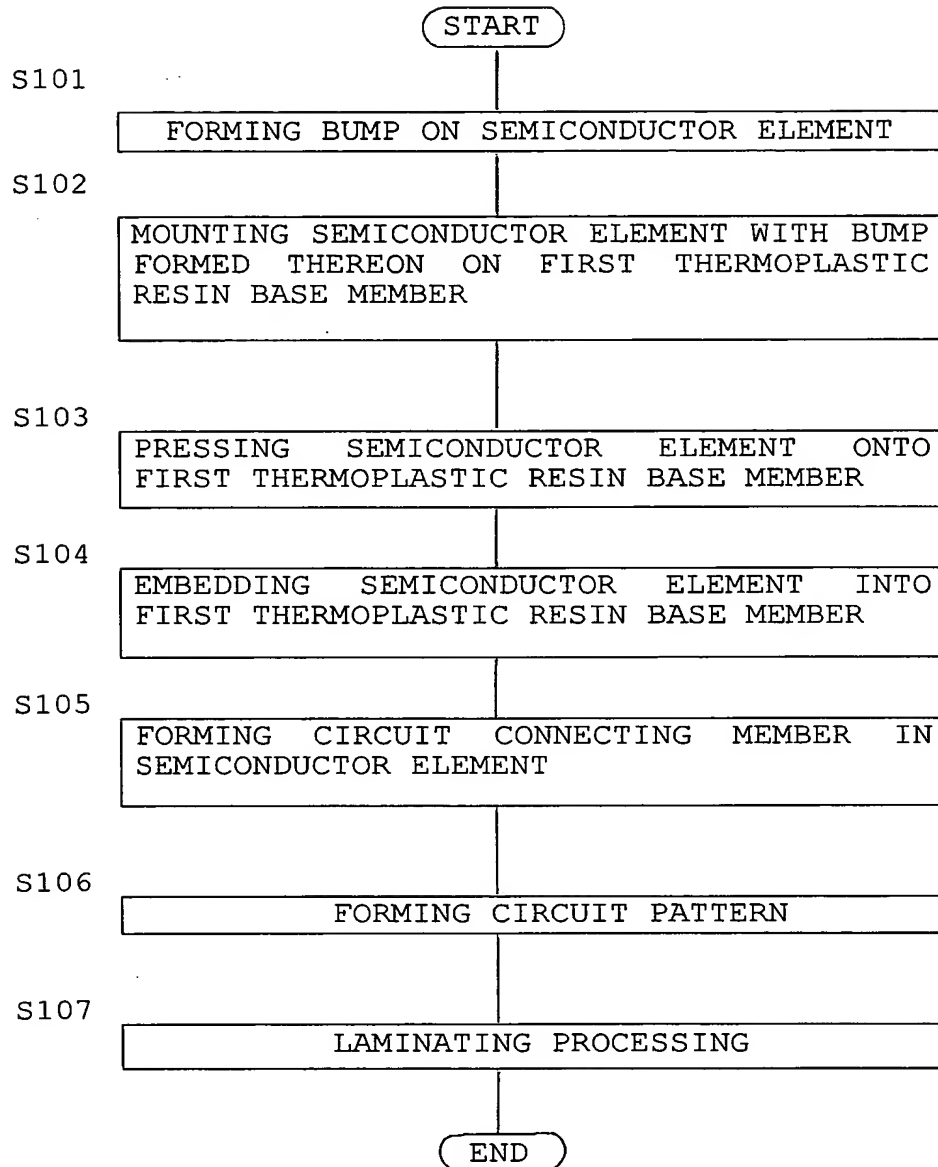 START
S101
FORMING BUMP ON SEMICONDUCTOR ELEMENT
S102
MOUNTING SEMICONDUCTOR ELEMENT WITH BUMP
FORMED THEREON ON FIRST THERMOPLASTIC
RESIN BASE MEMBER
S103
PRESSING SEMICONDUCTOR ELEMENT ONTO
FIRST THERMOPLASTIC RESIN BASE MEMBER
S104
EMBEDDING SEMICONDUCTOR ELEMENT INTO
FIRST THERMOPLASTIC RESIN BASE MEMBER
S105
FORMING CIRCUIT CONNECTING MEMBER IN
SEMICONDUCTOR ELEMENT
S106
FORMING CIRCUIT PATTERN
S107
LAMINATING PROCESSING
END